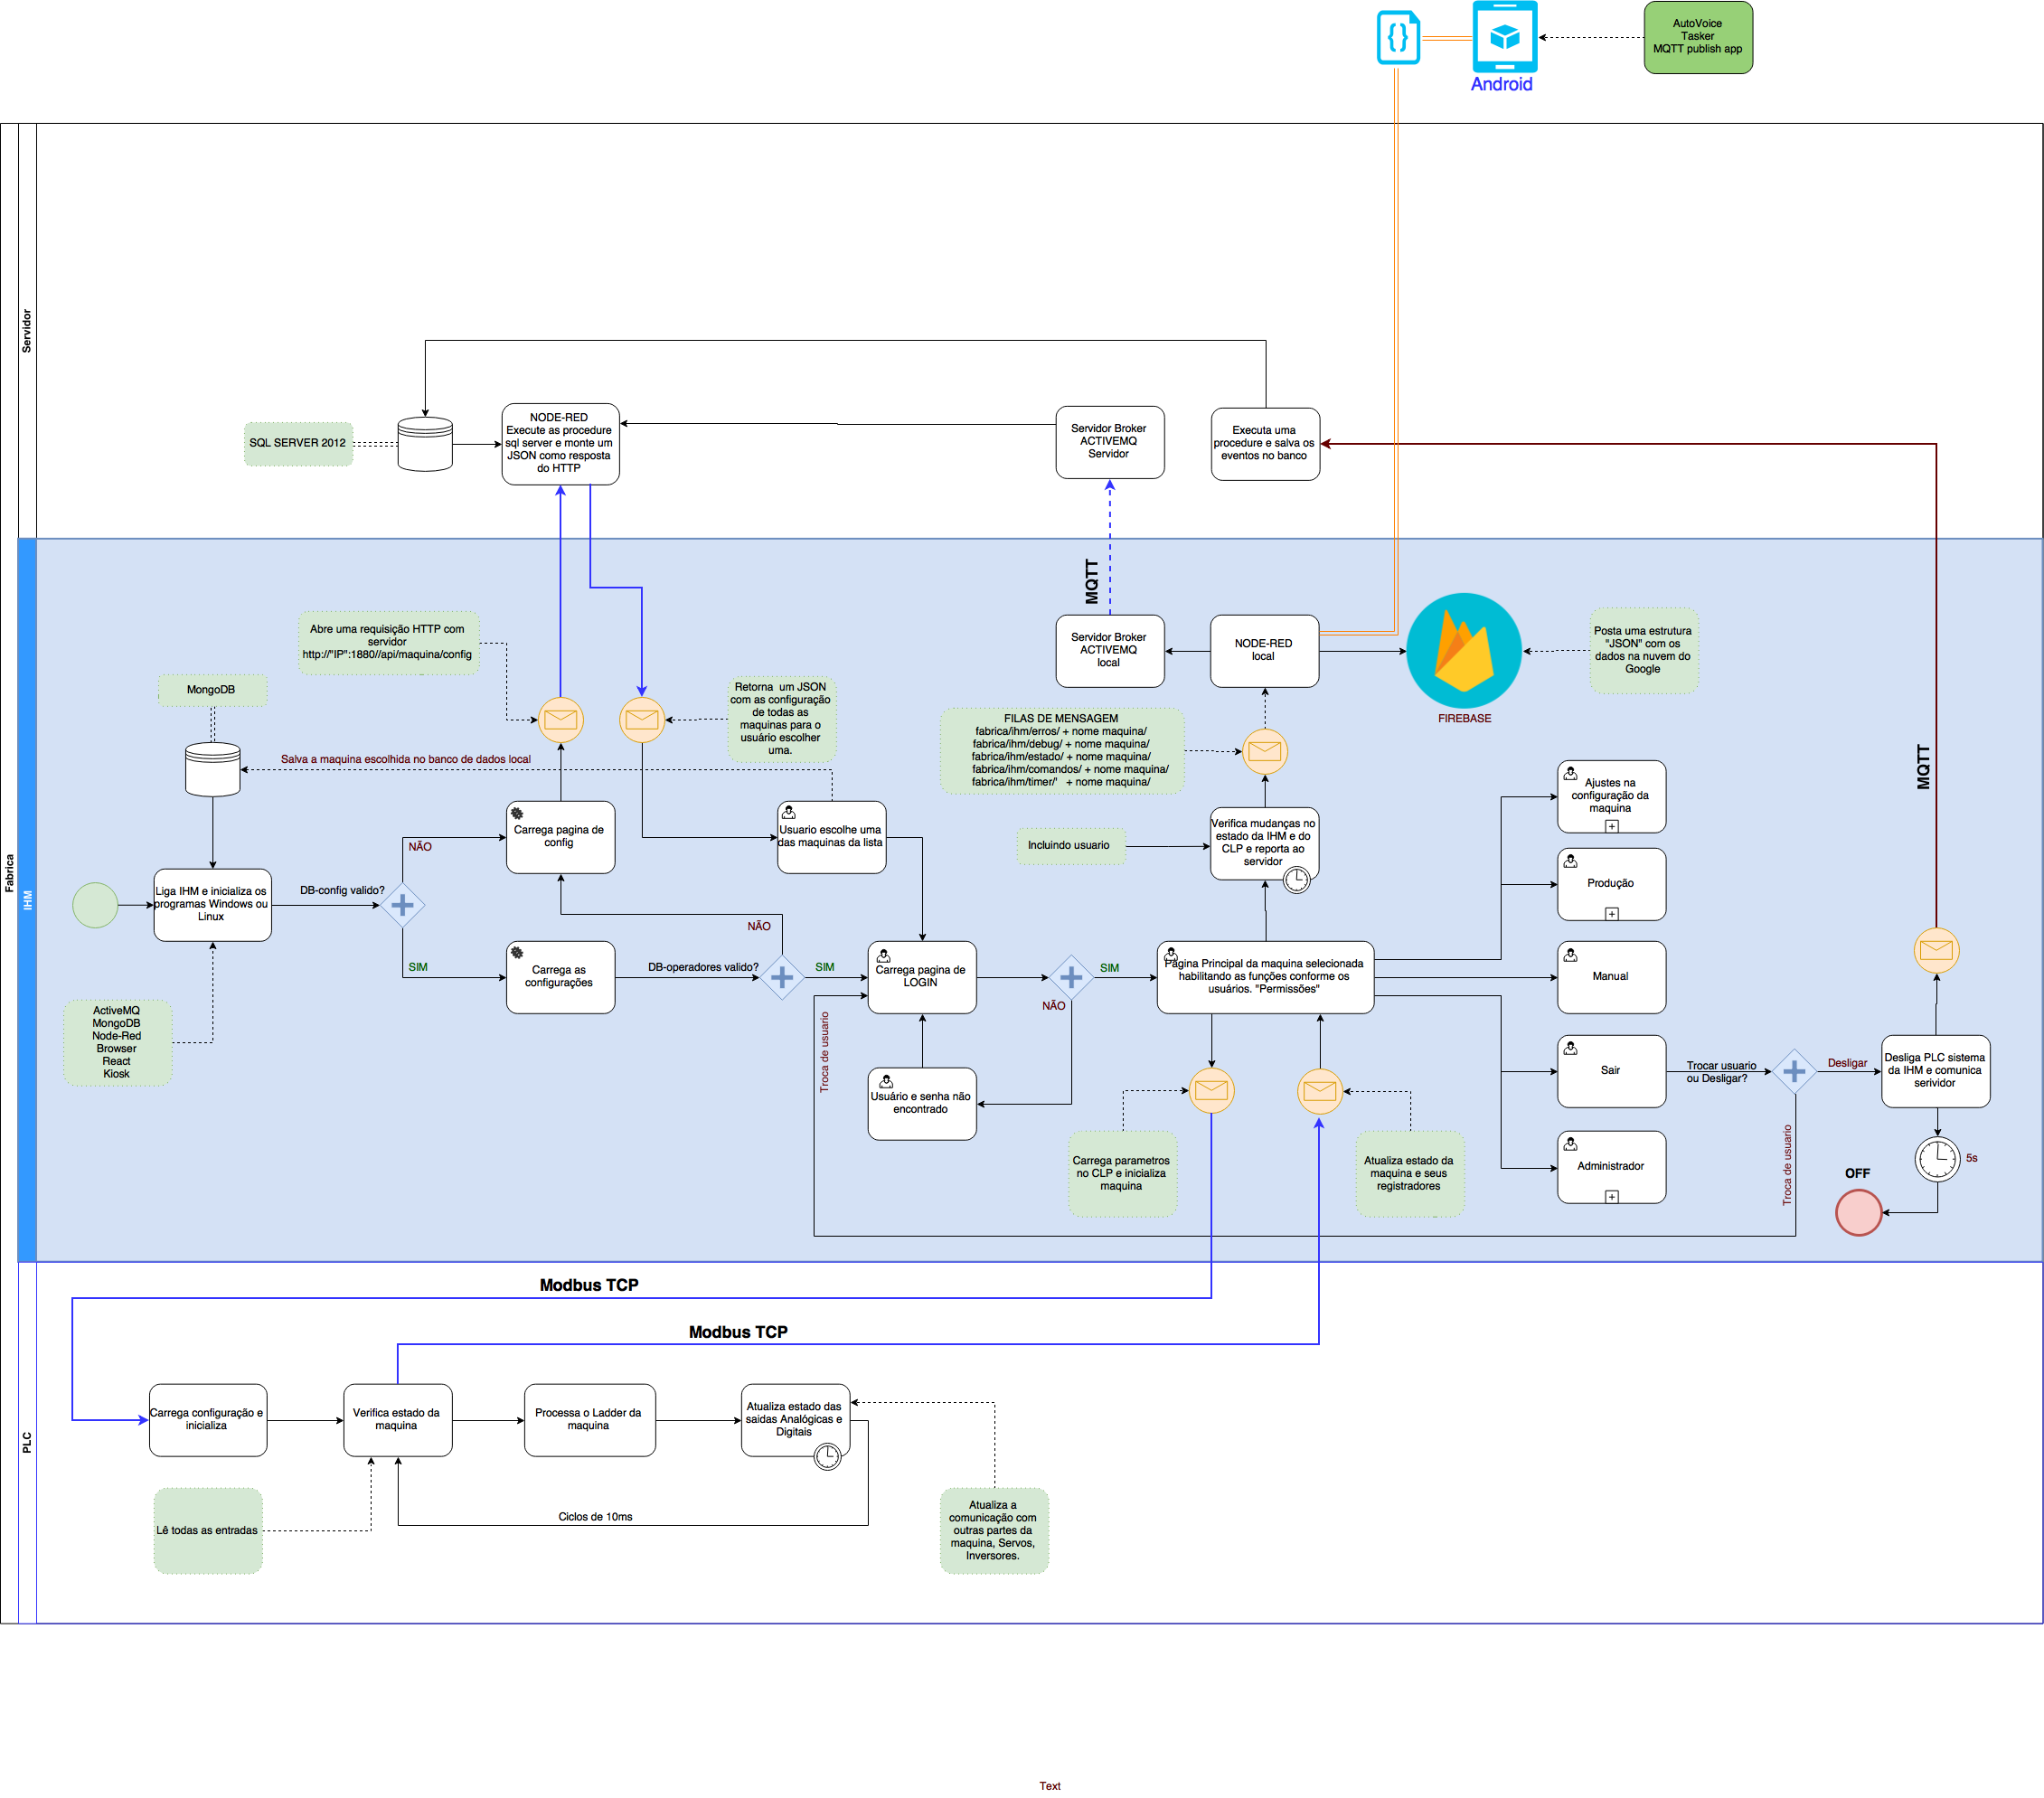 AutoVoice
Tasker
MQTT publish app
Android
Fabrica
Servidor
SQL SERVER 2012
NODE-RED
Execute as procedure
sql server e monte um
JSON como resposta
do HTTP
Servidor Broker
ACTIVEMQ
Servidor
Executa uma
procedure e salva os
eventos no banco
IHM
MQTT
Abre uma requisição HTTP com
servidor
http://"IP":1880//api/maquina/config
Servidor Broker
ACTIVEMQ
local
NODE-RED
local
FIREBASE
Posta uma estrutura
"JSON" com os
dados na nuvem do
Google
MongoDB
Retorna um JSON
com as configuração
de todas as
maquinas para o
usuário escolher
uma.
FILAS DE MENSAGEM
fabrica/ihm/erros/ + nome maquina/
fabrica/ihm/debug/ + nome maquina/
fabrica/ihm/estado/ + nome maquina/
fabrica/ihm/comandos/ + nome maquina/
fabrica/ihm/timer/' + nome maquina/
MQTT
Salva a maquina escolhida no banco de dados local
Carrega pagina de
config
Usuario escolhe uma
das maquinas da lista
Incluindo usuario
Verifica mudanças no
estado da IHM e do
CLP e reporta ao
servidor
Ajustes na
configuração da
maquina
NÃO
Produção
Liga IHM e inicializa os
programas Windows ou
Linux
DB-config valido?
NÃO
SIM
Carrega as
configurações
DB-operadores valido?
SIM
Carrega pagina de
LOGIN
SIM
NÃO
Página Principal da maquina selecionada
habilitando as funções conforme os
usuários. "Permissões"
Manual
ActiveMQ
MongoDB
Node-Red
Browser
React
Kiosk
Troca de usuario
Usuário e senha não
encontrado
Sair
Trocar usuario
ou Desligar?
Desligar
Desliga PLC sistema
da IHM e comunica
serividor
Carrega parametros
no CLP e inicializa
maquina
Atualiza estado da
maquina e seus
registradores
Administrador
Troca de usuario
5s
OFF
Modbus TCP
Modbus TCP
PLC
Carrega configuração e
inicializa
Verifica estado da
maquina
Processa o Ladder da
maquina
Atualiza estado das
saidas Analógicas e
Digitais
Lê todas as entradas
Ciclos de 10ms
Atualiza a
comunicação com
outras partes da
maquina, Servos,
Inversores.
Text